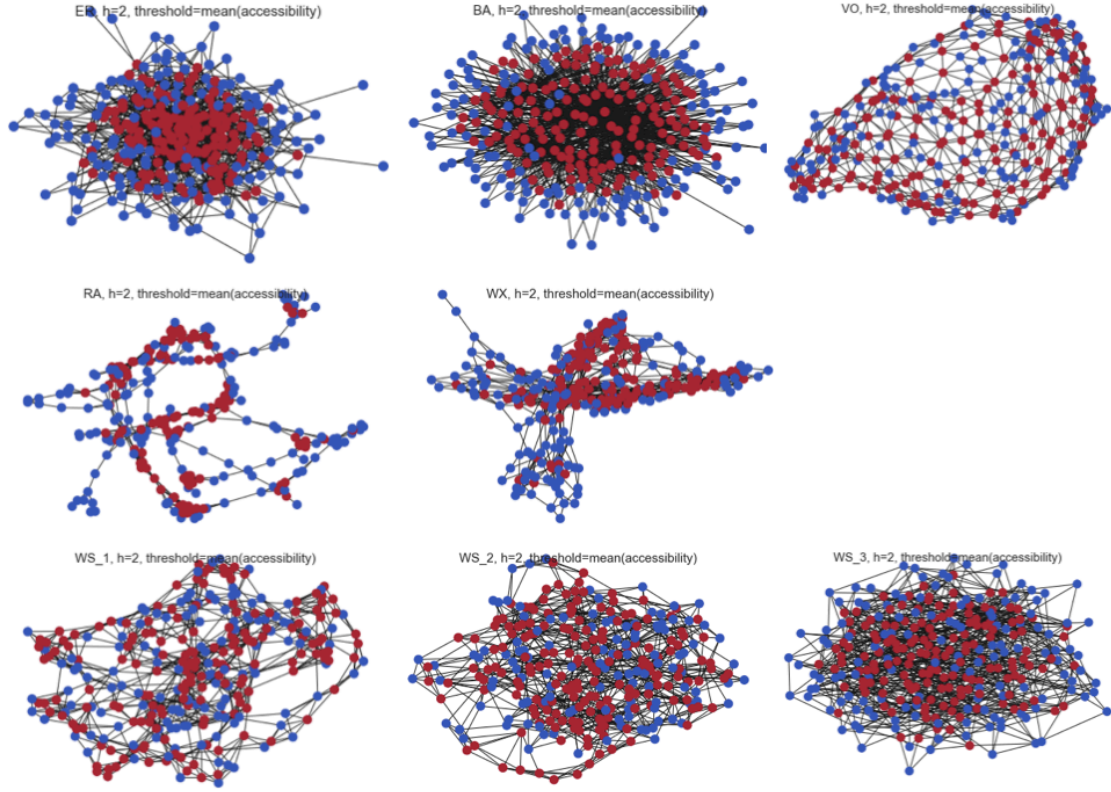 ER, h=2, threshold=mean(accessibility)
BA, h=2, threshold=mean(accessibility)
VO, h=2, threshold=mean(accessibility)
RA, h=2, threshold=mean(accessibility)
WX, h=2, threshold=mean(accessibility)
WS_1, h=2, threshold=mean(accessibility)
WS_2, h=2, threshold=mean(accessibility)
WS_3, h=2, threshold=mean(accessibility)